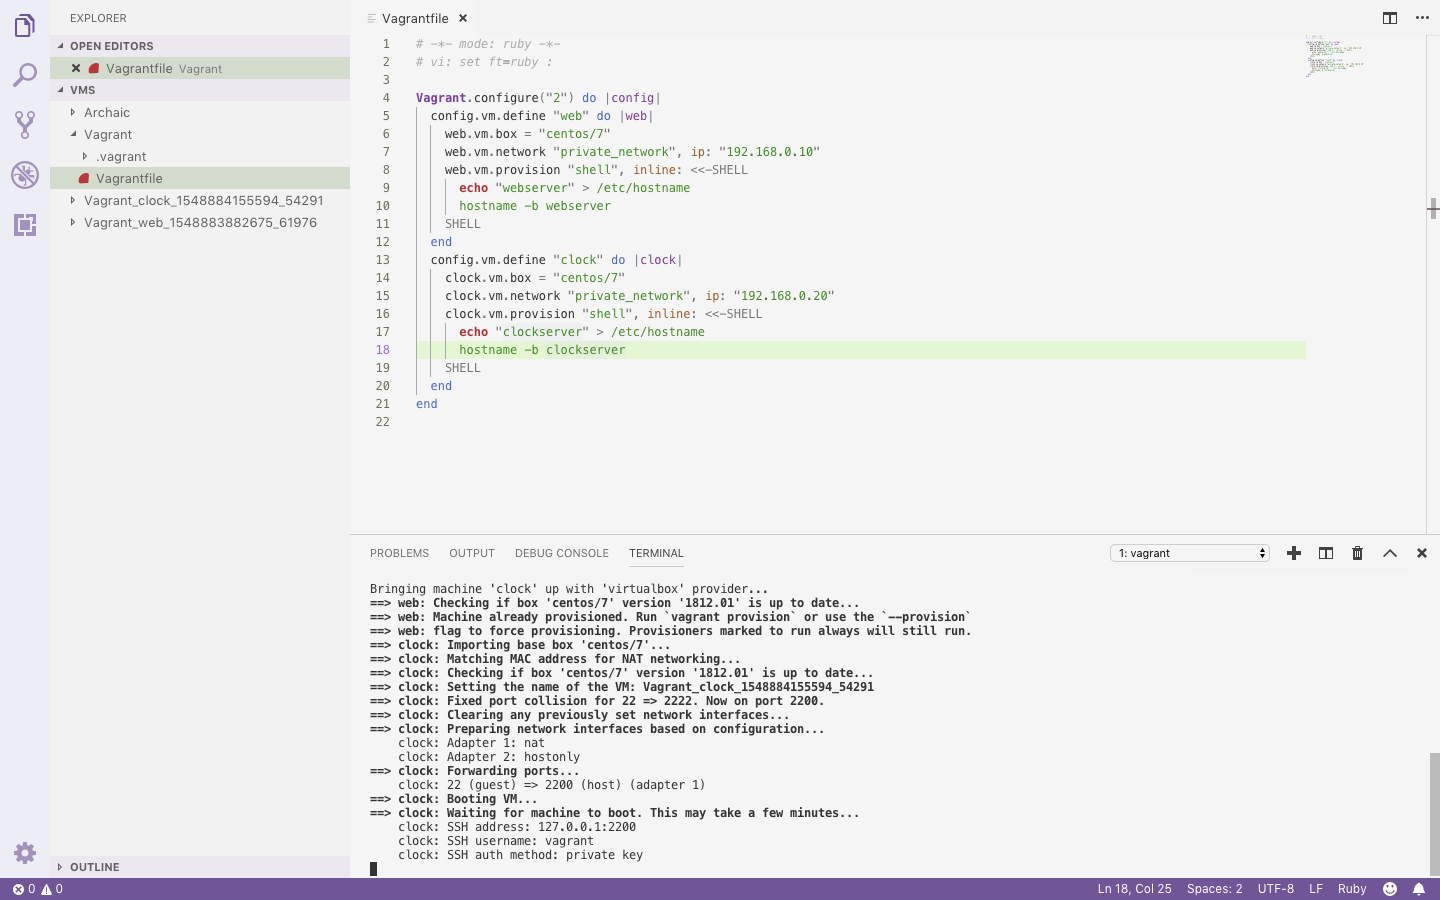 EXPLORER
OPEN EDITORS
Vagrantfile Vagrant
VMS
Archaic
Vagrant
.vagrant
Vagrantfile
Vagrant_clock_1548884155594_54291
Vagrant_web_1548883882675_61976
OUTLINE
Vagrantfile
1 # -*- mode: ruby -*-
2 # vi: set ft=ruby :
3
4 Vagrant.configure("2") do |config|
5 config.vm.define "web" do |web|
6 web.vm.box = "centos/7"
7 web.vm.network "private_network", ip: "192.168.0.10"
8 web.vm.provision "shell", inline: <<-SHELL
9 echo "webserver" > /etc/hostname
10 hostname -b webserver
11 SHELL
12 end
13 config.vm.define "clock" do |clock|
14 clock.vm.box = "centos/7"
15 clock.vm.network "private_network", ip: "192.168.0.20"
16 clock.vm.provision "shell", inline: <<-SHELL
17 echo "clockserver" > /etc/hostname
18 hostname -b clockserver
19 SHELL
20 end
21 end
22
PROBLEMS OUTPUT DEBUG CONSOLE TERMINAL 1: vagrant
Bringing machine 'clock' up with 'virtualbox' provider...
==> web: Checking if box 'centos/7' version '1812.01' is up to date...
==> web: Machine already provisioned. Run `vagrant provision` or use the `--provision`
==> web: flag to force provisioning. Provisioners marked to run always will still run.
==> clock: Importing base box 'centos/7'...
==> clock: Matching MAC address for NAT networking...
==> clock: Checking if box 'centos/7' version '1812.01' is up to date...
==> clock: Setting the name of the VM: Vagrant_clock_1548884155594_54291
==> clock: Fixed port collision for 22 => 2222. Now on port 2200.
==> clock: Clearing any previously set network interfaces...
==> clock: Preparing network interfaces based on configuration...
clock: Adapter 1: nat
clock: Adapter 2: hostonly
==> clock: Forwarding ports...
clock: 22 (guest) => 2200 (host) (adapter 1)
==> clock: Booting VM...
==> clock: Waiting for machine to boot. This may take a few minutes...
clock: SSH address: 127.0.0.1:2200
clock: SSH username: vagrant
clock: SSH auth method: private key
0 0 Ln 18, Col 25 Spaces: 2 UTF-8 LF Ruby